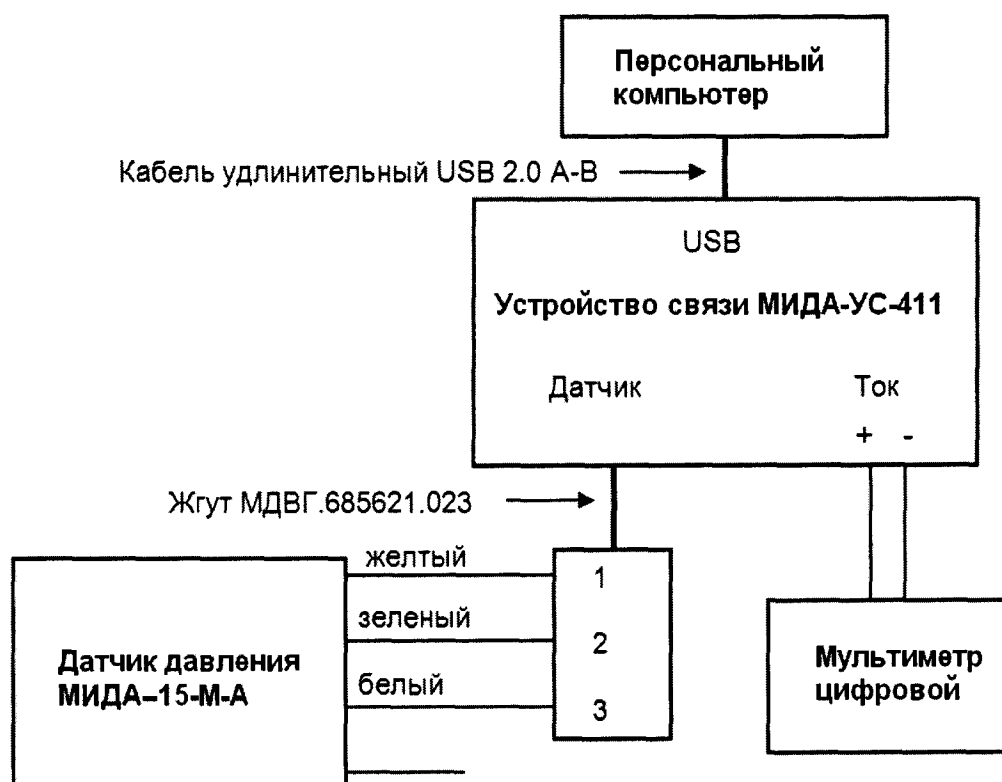 Персональный
компьютер
Кабель удлинительный USB 2.0 A-B
USB
Устройство связи МИДА-УС-411
Датчик
Ток
+ -
Жгут МДВГ.685621.023
желтый
1
зеленый
2
белый
3
Датчик давления
МИДА–15-М-А
Мультиметр
цифровой